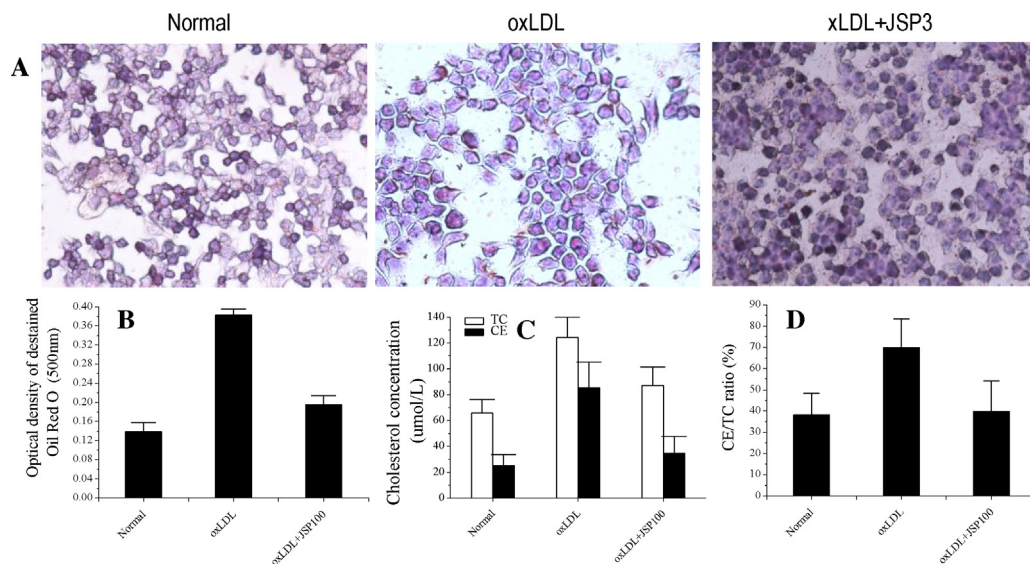 Normal
oxLDL
xLDL+JSP3
A
B
Optical density of destained
Oil Red O (500nm)
0.40
0.36
0.32
0.28
0.24
0.20
0.16
0.12
0.08
0.04
0.00
Normal
oxLDL
oxLDL+JSP100
C
TC
CE
Cholesterol concentration
(umol/L)
140
120
100
80
60
40
20
0
Normal
oxLDL
oxLDL+JSP100
D
CE/TC ratio (%)
90
80
70
60
50
40
30
20
10
0
Normal
oxLDL
oxLDL+JSP100